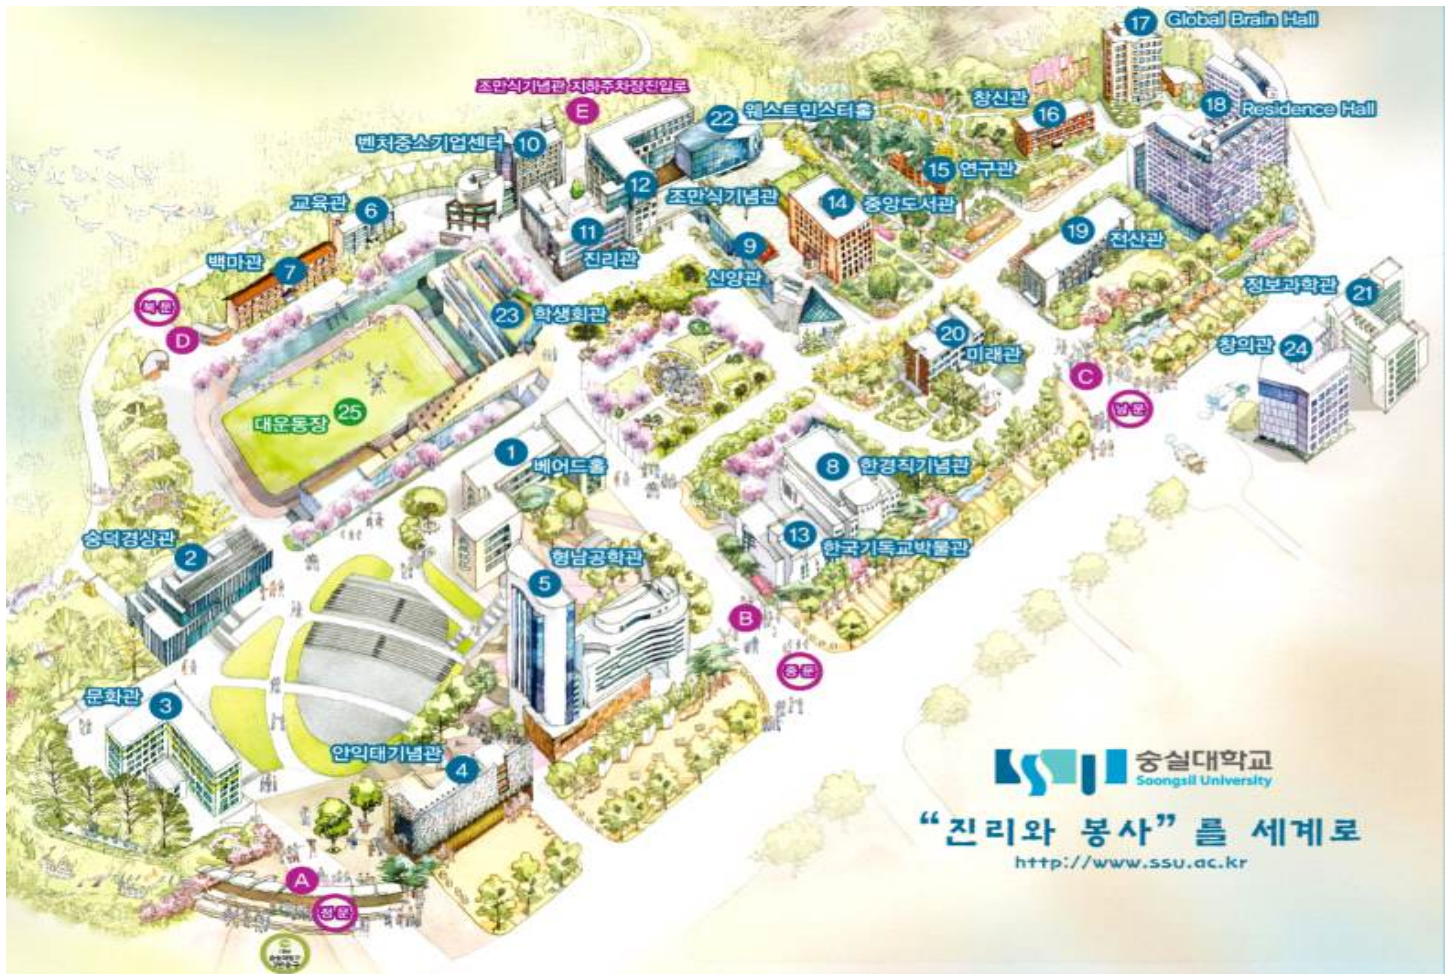 17 Global Brain Hall
조만식기념관 지하주차장진입로
E
창신관
16
18 Residence Hall
22 웨스트민스터홀
벤처중소기업센터 10
15 연구관
12 조만식기념관
14 중앙도서관
교육관 6
11 진리관
19 전산관
9 신양관
백마관 7
북문
D
23 학생회관
정보과학관 21
20 미래관
창의관 24
C
남문
대운동장 25
1 베어드홀
8 한경직기념관
숭덕경상관 2
13 한국기독교박물관
형남공학관 5
B
중문
문화관 3
안익태기념관 4
숭실대학교
Soongsil University
“진리와 봉사” 를 세계로
http://www.ssu.ac.kr
A
정문